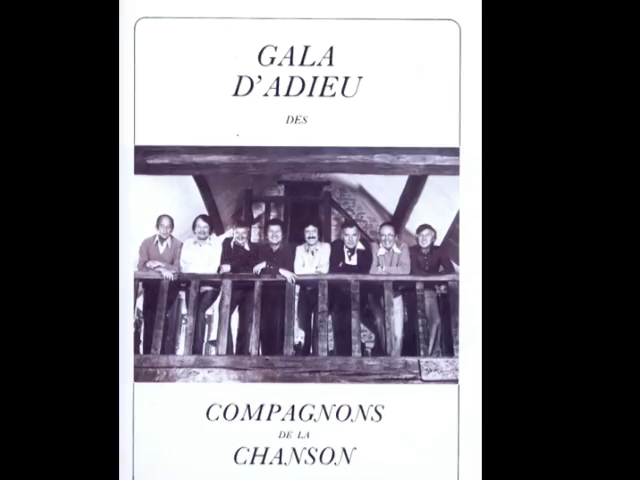 GALA
D'ADIEU
DES
COMPAGNONS
DE LA
CHANSON